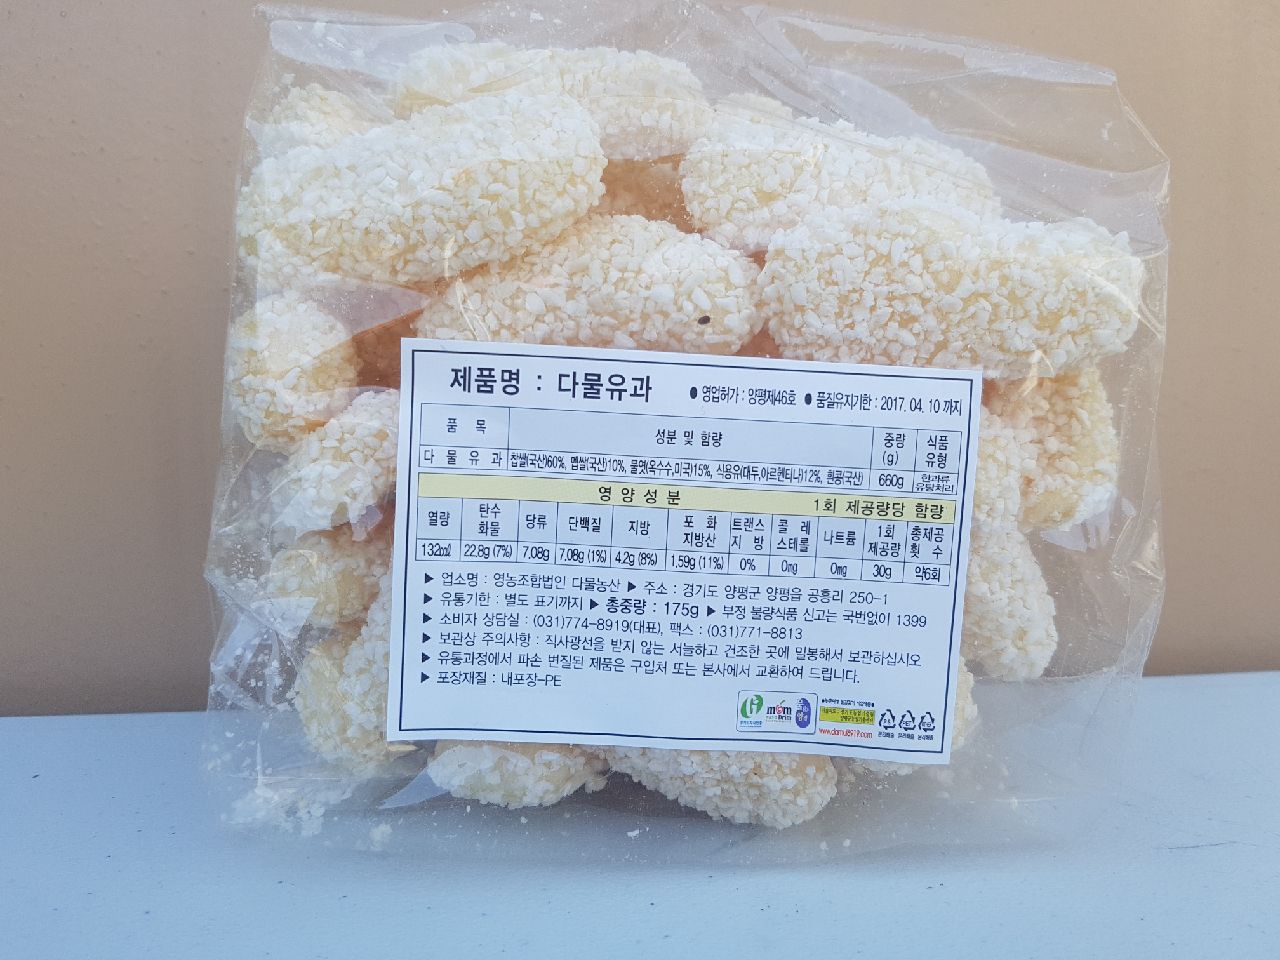 제품명 : 다물유과 ● 영업허가 : 양평제46호 ● 품질유지기한 : 2017. 04. 10 까지
품 목 성분 및 함량 중량 (g) 식품 유형
다 물 유 과 찹쌀(국산)60%, 멥쌀(국산)10%, 물엿(옥수수,미국)15%, 식용유(대두,아르헨티나)12%, 흰콩(국산) 660g 한과류 유탕처리
영 양 성 분 1회 제공량당 함량
열량 탄수화물 당류 단백질 지방 포 화 지방산 트랜스 지 방 콜 레 스테롤 나트륨 1회 제공량 총제공 횟 수
132㎉ 22.8g (7%) 7.08g 7.08g (1%) 4.2g (8%) 1.59g (11%) 0% 0mg 0mg 30g 약6회
▶ 업소명 : 영농조합법인 다물농산 ▶ 주소 : 경기도 양평군 양평읍 공흥리 250-1
▶ 유통기한 : 별도 표기까지 ▶ 총중량 : 175g ▶ 부정 불량식품 신고는 국번없이 1399
▶ 소비자 상담실 : (031)774-8919(대표), 팩스 : (031)771-8813
▶ 보관상 주의사항 : 직사광선을 받지 않는 서늘하고 건조한 곳에 밀봉해서 보관하십시오
▶ 유통과정에서 파손 변질된 제품은 구입처 또는 본사에서 교환하여 드립니다.
▶ 포장재질 : 내포장-PE
www.damul8919.com